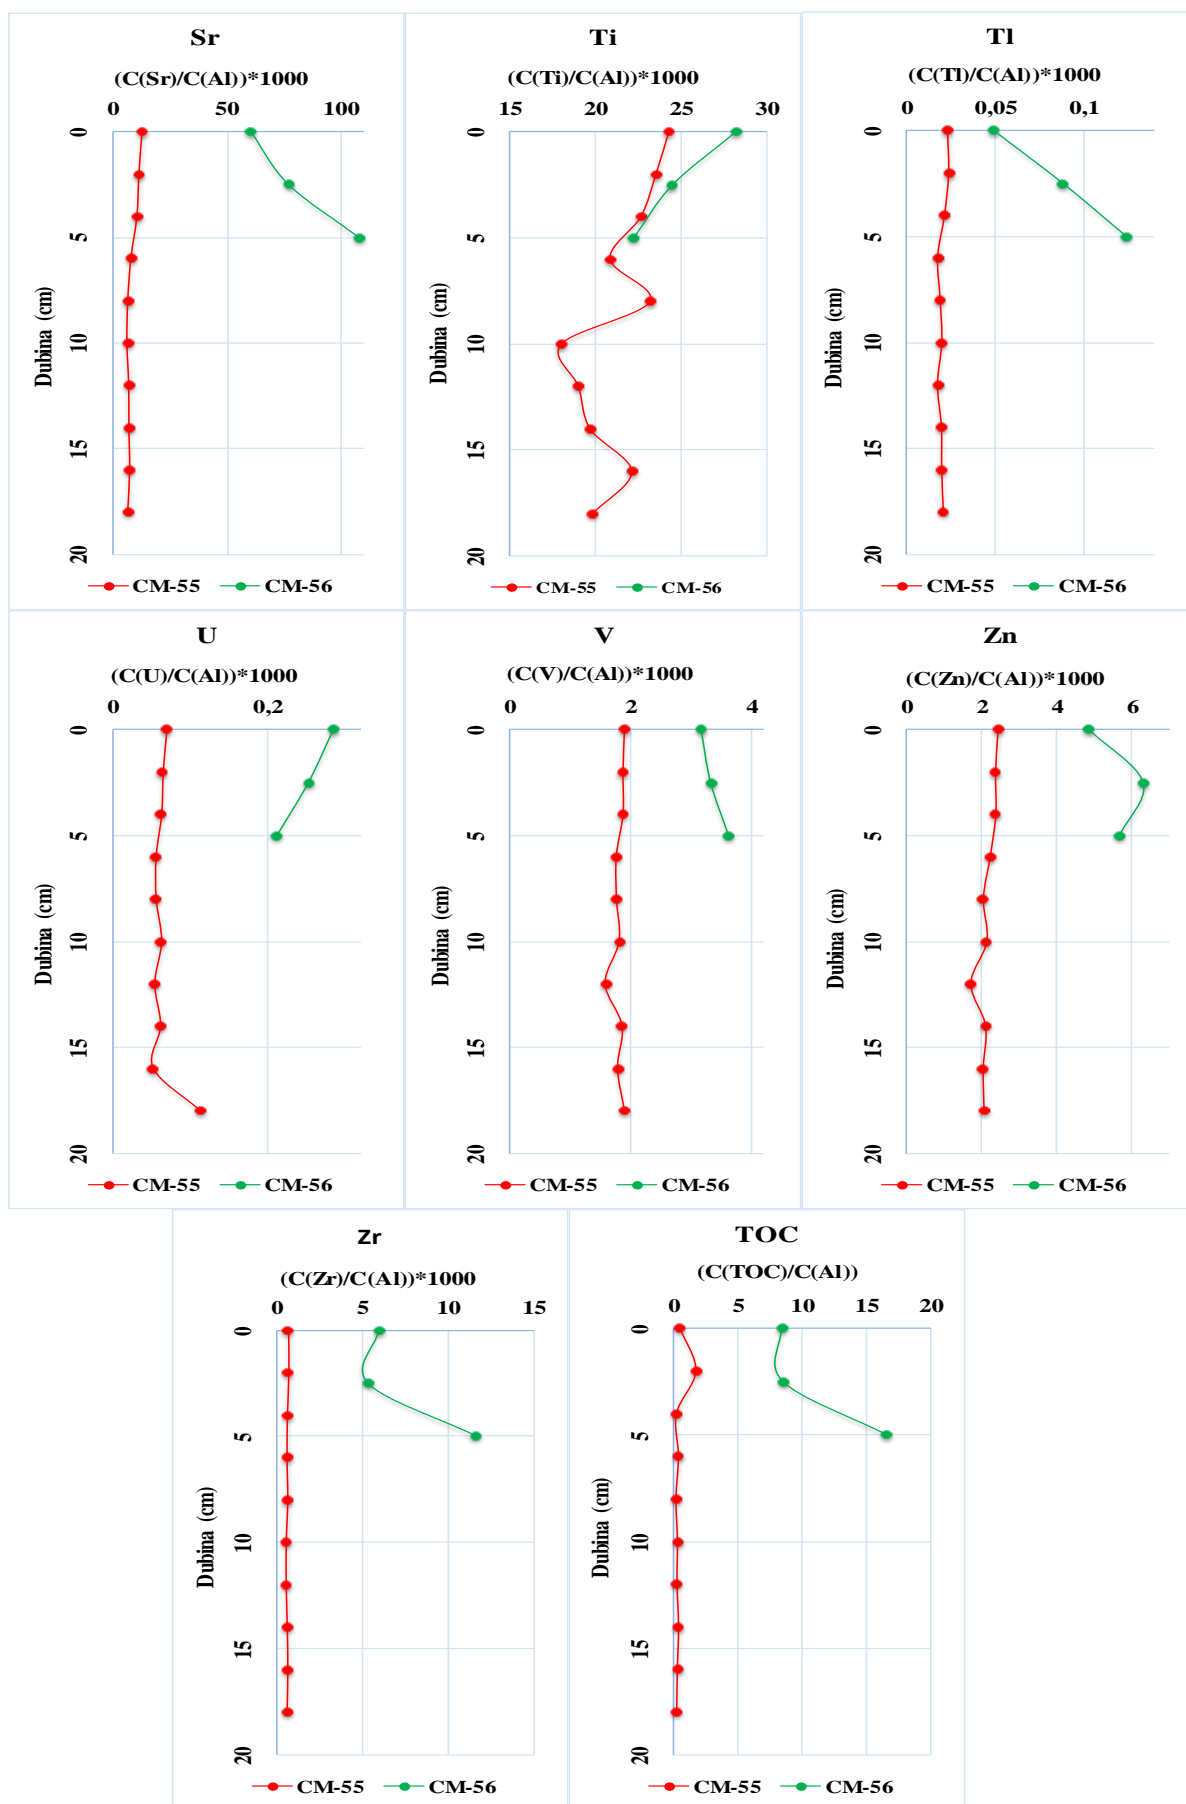 Sr
(C(Sr)/C(Al))*1000
0 50 100
0
5
10
15
20
Dubina (cm)
CM-55 CM-56
Ti
(C(Ti)/C(Al))*1000
15 20 25 30
0
5
10
15
20
Dubina (cm)
CM-55 CM-56
Tl
(C(Tl)/C(Al))*1000
0 0,05 0,1
0
5
10
15
20
Dubina (cm)
CM-55 CM-56
U
(C(U)/C(Al))*1000
0 0,2
0
5
10
15
20
Dubina (cm)
CM-55 CM-56
V
(C(V)/C(Al))*1000
0 2 4
0
5
10
15
20
Dubina (cm)
CM-55 CM-56
Zn
(C(Zn)/C(Al))*1000
0 2 4 6
0
5
10
15
20
Dubina (cm)
CM-55 CM-56
Zr
(C(Zr)/C(Al))*1000
0 5 10 15
0
5
10
15
20
Dubina (cm)
CM-55 CM-56
TOC
(C(TOC)/C(Al))
0 5 10 15 20
0
5
10
15
20
Dubina (cm)
CM-55 CM-56